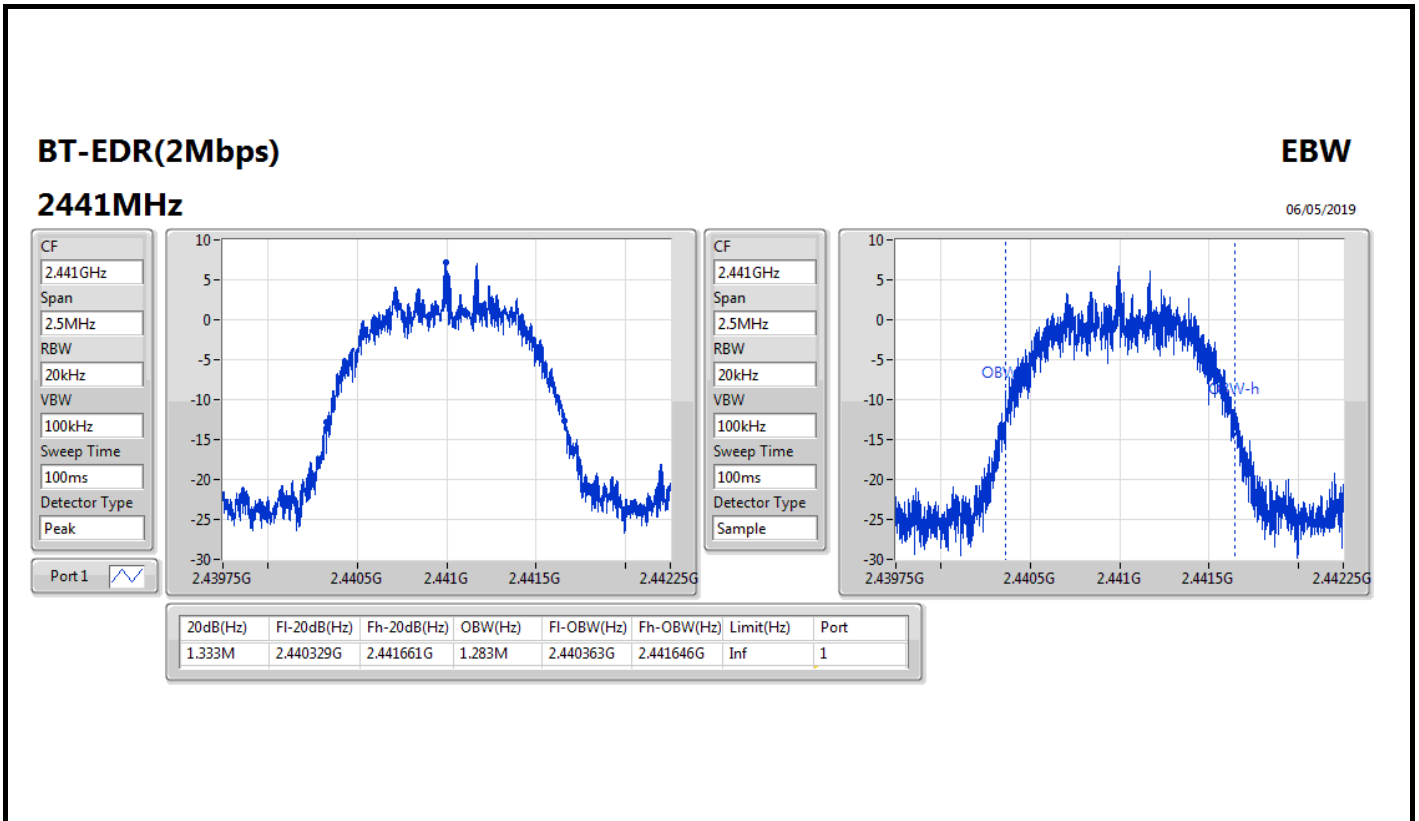 BT-EDR(2Mbps)
EBW
2441MHz
06/05/2019
CF
2.441GHz
Span
2.5MHz
RBW
20kHz
VBW
100kHz
Sweep Time
100ms
Detector Type
Peak
Port 1
10
5
0
-5
-10
-15
-20
-25
-30
2.43975G 2.4405G 2.441G 2.4415G 2.44225G
CF
2.441GHz
Span
2.5MHz
RBW
20kHz
VBW
100kHz
Sweep Time
100ms
Detector Type
Sample
10
5
0
-5
-10
-15
-20
-25
-30
2.43975G 2.4405G 2.441G 2.4415G 2.44225G
20dB(Hz) Fl-20dB(Hz) Fh-20dB(Hz) OBW(Hz) Fl-OBW(Hz) Fh-OBW(Hz) Limit(Hz) Port
1.333M 2.440329G 2.441661G 1.283M 2.440363G 2.441646G Inf 1